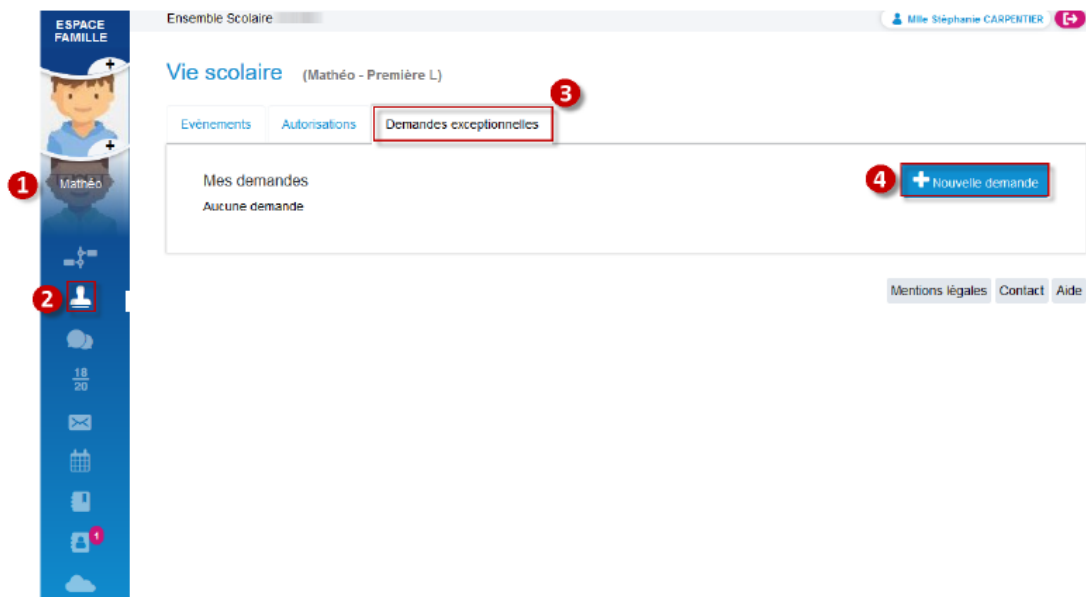 ESPACE
FAMILLE
Ensemble Scolaire
Mlle Stéphanie CARPENTIER
Vie scolaire (Mathéo - Première L)
3
Evènements Autorisations Demandes exceptionnelles
1 Mathéo
Mes demandes
4 Nouvelle demande
Aucune demande
2
Mentions légales Contact Aide
18
20
1